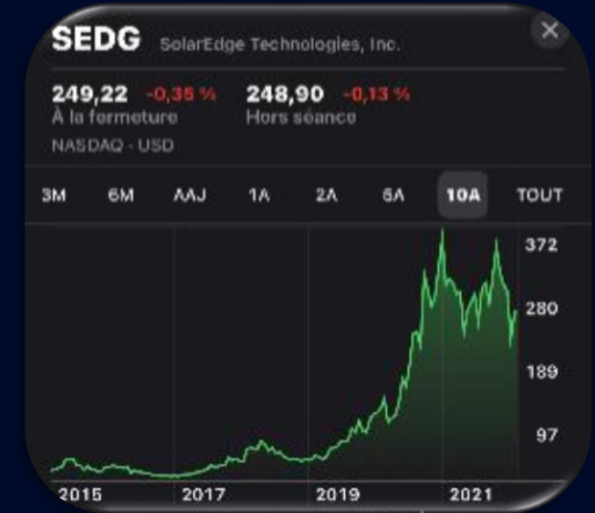 SEDG SolarEdge Technologies, Inc.
249,22 -0,35 % 248,90 -0,13 %
À la fermeture Hors séance
NASDAQ - USD
3M 6M AAJ 1A 2A 5A 10A TOUT
372
280
189
97
2015 2017 2019 2021